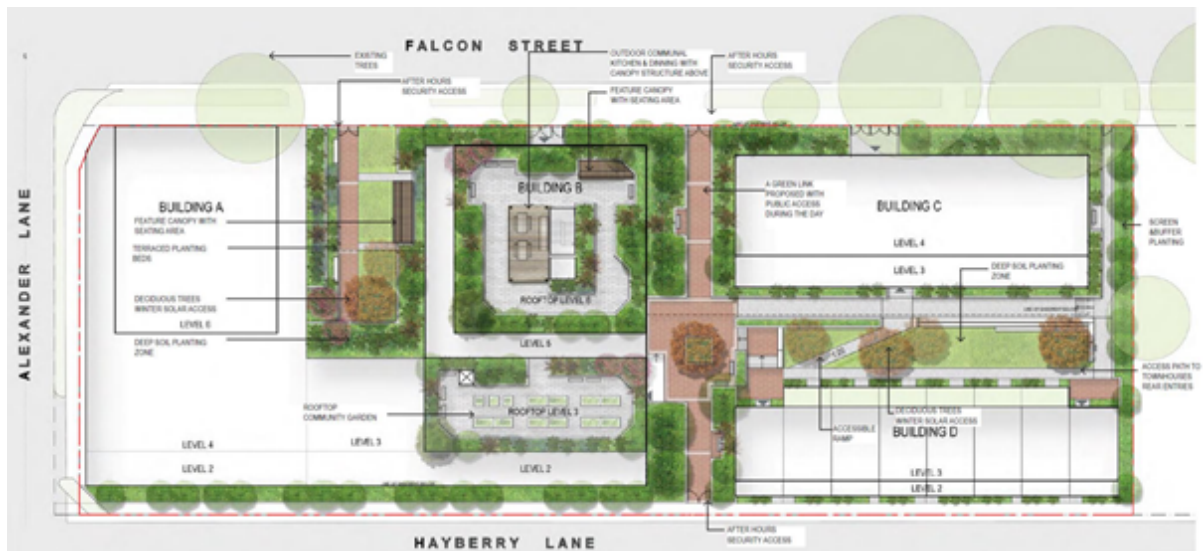 FALCON STREET
EXISTING
TREES
AFTER HOURS
SECURITY ACCESS
OUTDOOR COMMUNAL
KITCHEN & DINNING WITH
CANOPY STRUCTURE ABOVE
FEATURE CANOPY
WITH SEATING AREA
AFTER HOURS
SECURITY ACCESS
ALEXANDER LANE
BUILDING A
FEATURE CANOPY WITH
SEATING AREA
TERRACED PLANTING
BEDS
DECIDUOUS TREES
WINTER SOLAR ACCESS
LEVEL 6
DEEP SOIL PLANTING
ZONE
BUILDING B
ROOFTOP LEVEL 6
LEVEL 5
ROOFTOP
COMMUNITY GARDEN
ROOFTOP LEVEL 3
LEVEL 4
LEVEL 3
LEVEL 2
LEVEL 2
A GREEN LINK
PROPOSED WITH
PUBLIC ACCESS
DURING THE DAY
BUILDING C
LEVEL 4
LEVEL 3
DEEP SOIL PLANTING
ZONE
SCREEN
&BUFFER
PLANTING
1:20
ACCESS PATH TO
TOWNHOUSES
REAR ENTRIES
DECIDUOUS TREES
WINTER SOLAR ACCESS
ACCESSIBLE
RAMP
BUILDING D
LEVEL 3
LEVEL 2
AFTER HOURS
SECURITY ACCESS
HAYBERRY LANE